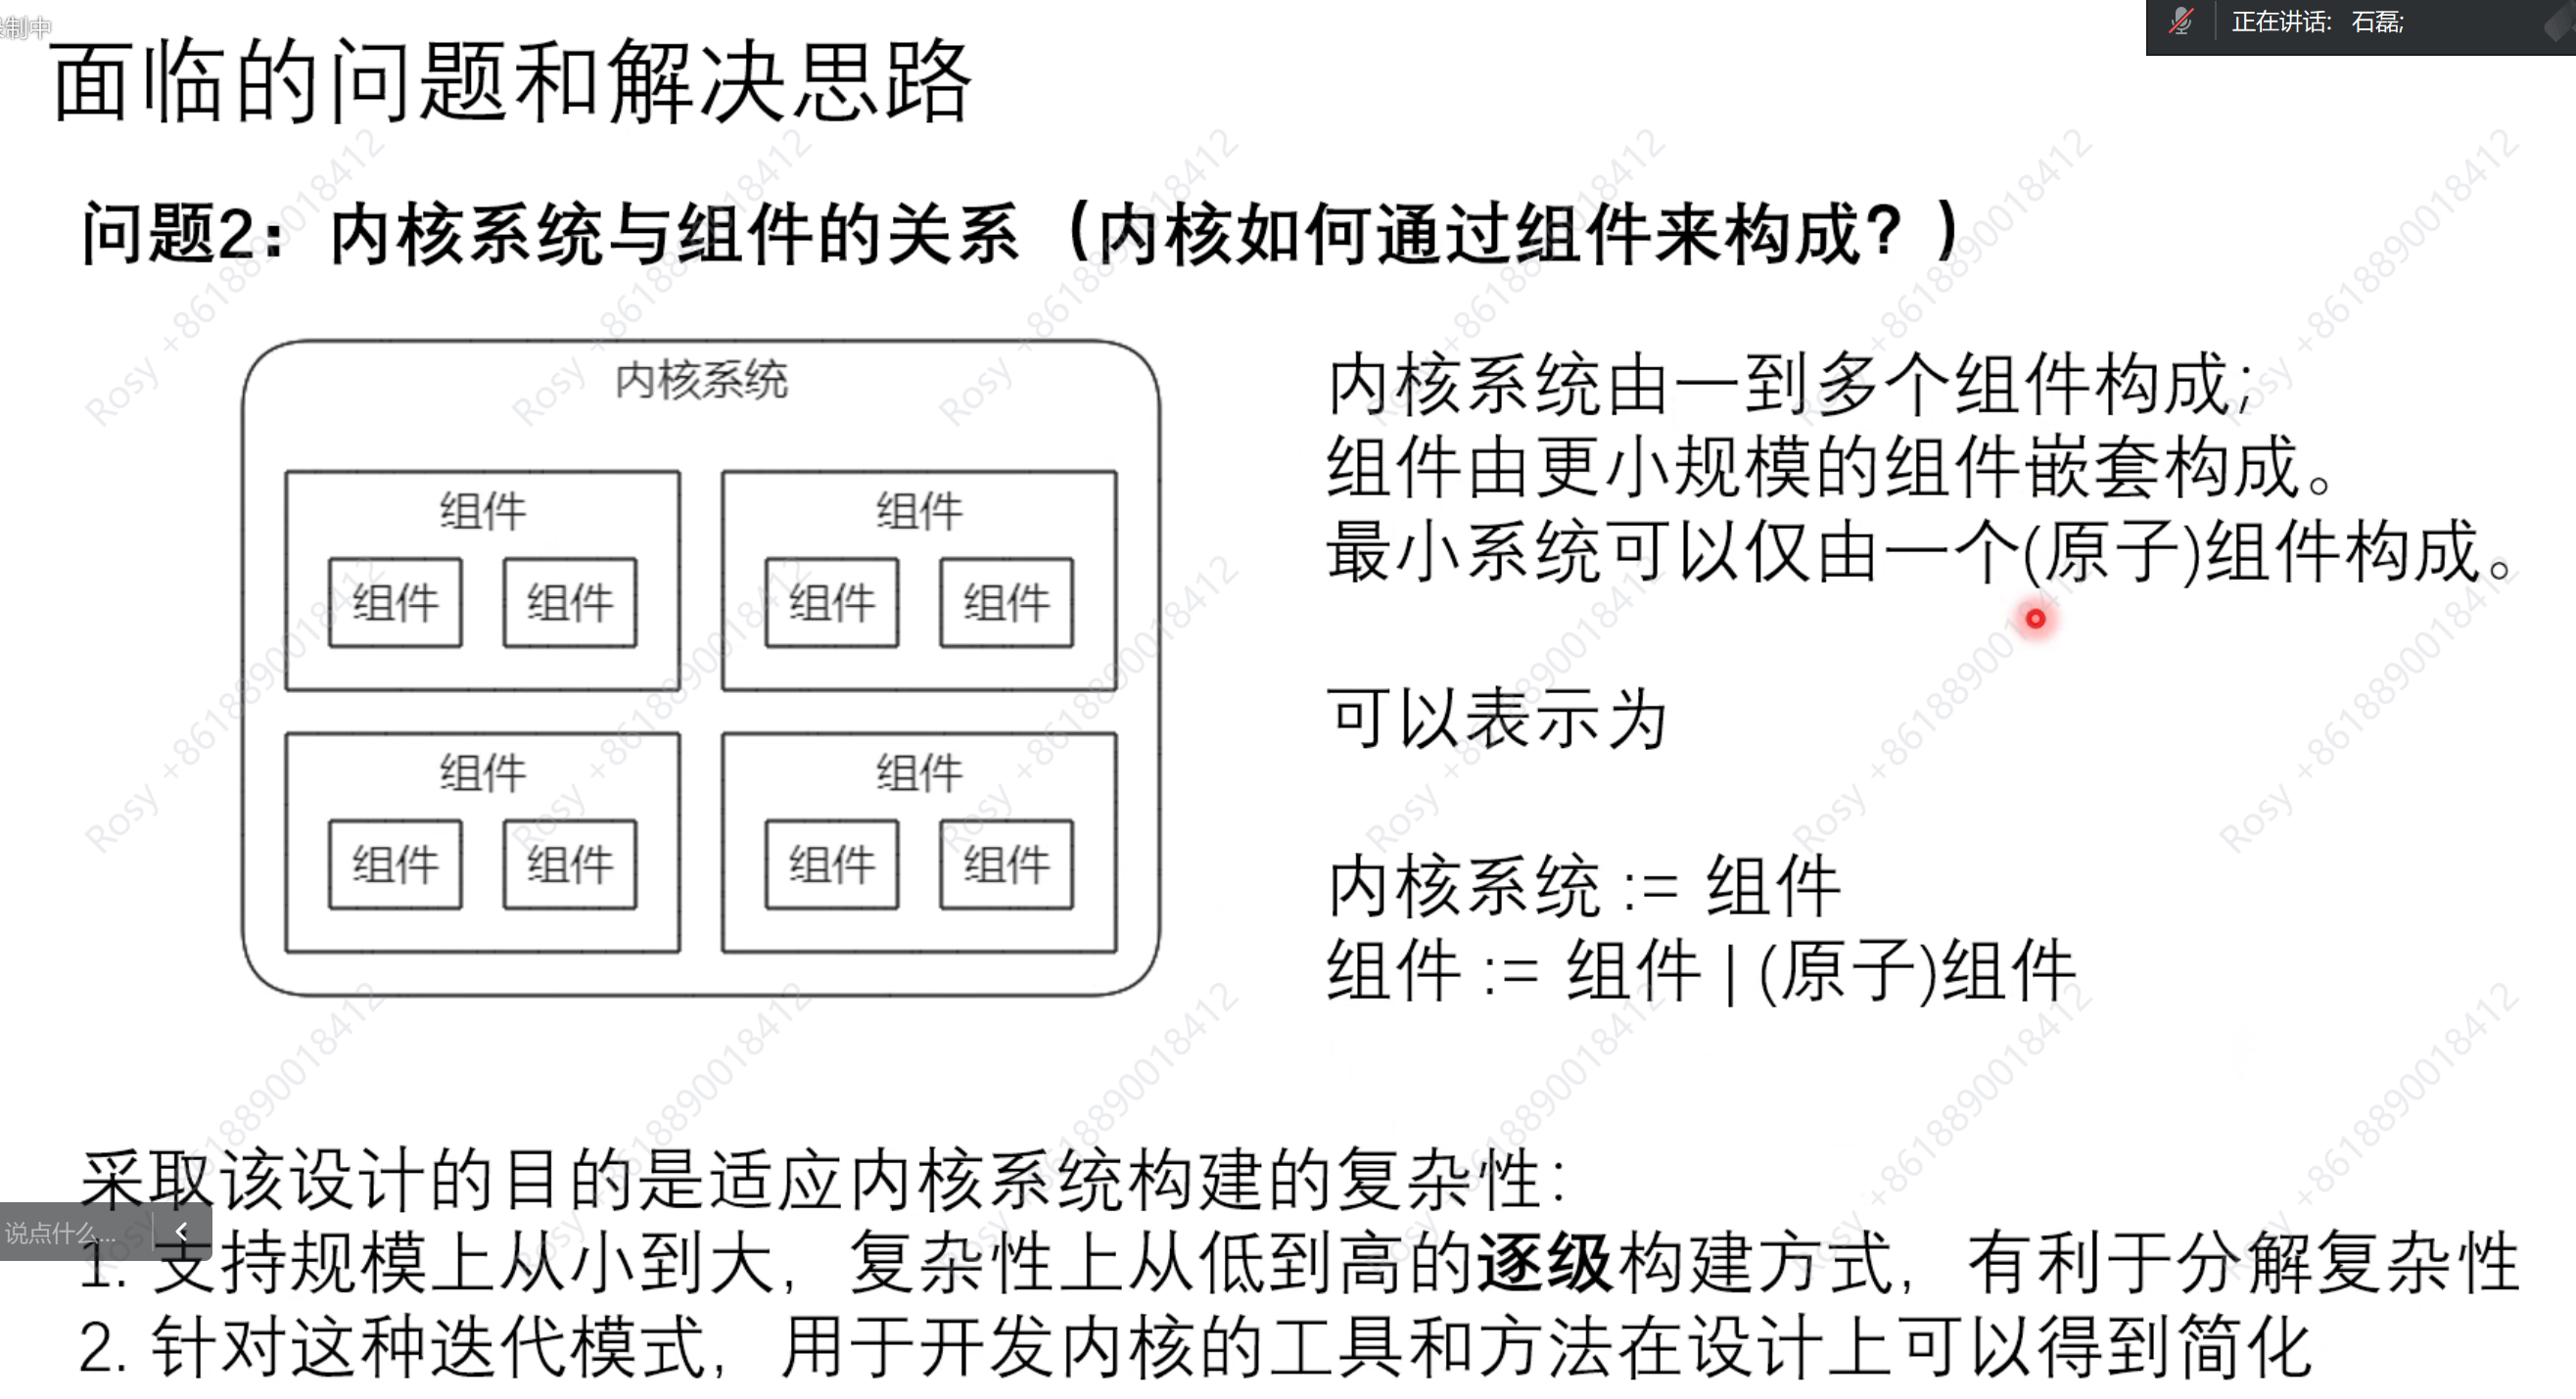 制中
正在讲话: 石磊;
面临的问题和解决思路
问题2：内核系统与组件的关系（内核如何通过组件来构成？）
内核系统
组件 组件
组件 组件 组件 组件
组件 组件
组件 组件 组件 组件
内核系统由一到多个组件构成；
组件由更小规模的组件嵌套构成。
最小系统可以仅由一个(原子)组件构成。
可以表示为
内核系统 := 组件
组件 := 组件 | (原子)组件
采取该设计的目的是适应内核系统构建的复杂性：
说点什么...
1. 支持规模上从小到大，复杂性上从低到高的逐级构建方式，有利于分解复杂性
2. 针对这种迭代模式，用于开发内核的工具和方法在设计上可以得到简化
Rosy +8618890018412